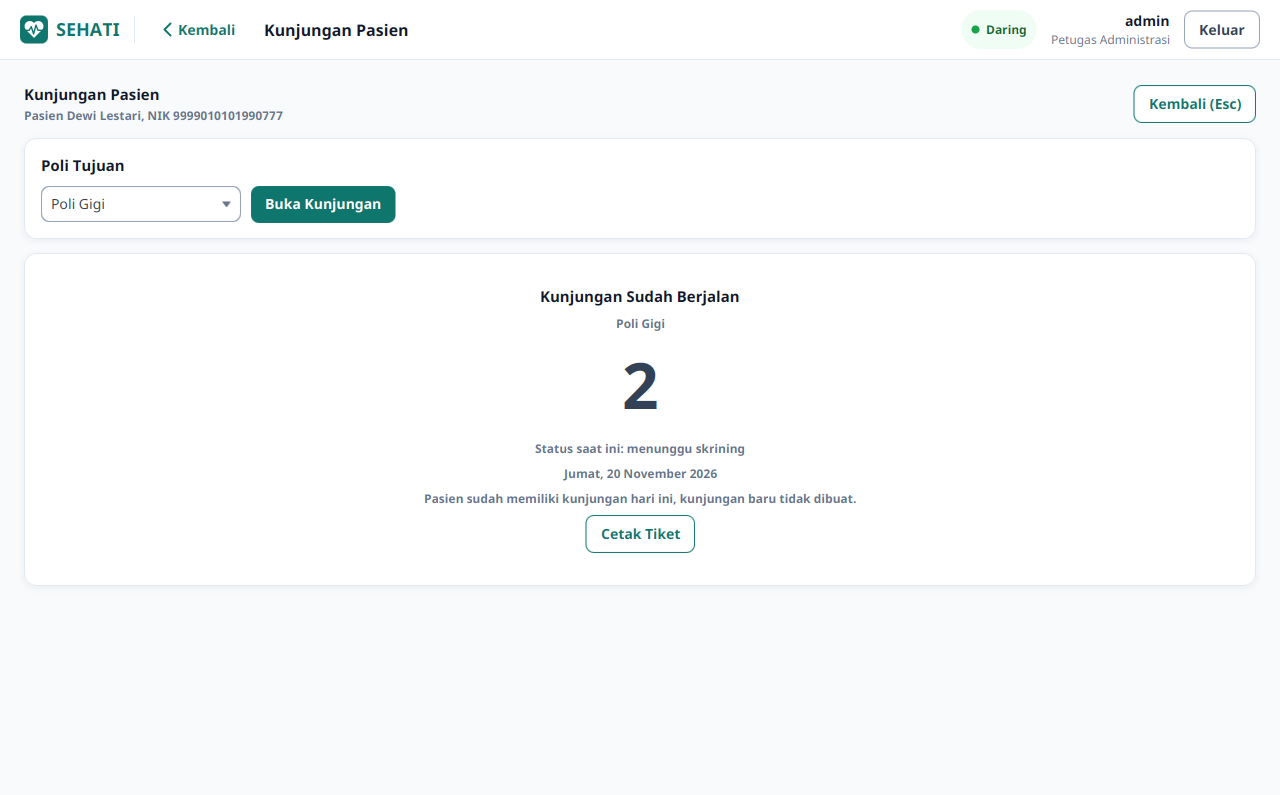 SEHATI
Kembali
Kunjungan Pasien
Daring
admin
Petugas Administrasi
Keluar
Kunjungan Pasien
Pasien Dewi Lestari, NIK 9999010101990777
Kembali (Esc)
Poli Tujuan
Poli Gigi
Buka Kunjungan
Kunjungan Sudah Berjalan
Poli Gigi
2
Status saat ini: menunggu skrining
Jumat, 20 November 2026
Pasien sudah memiliki kunjungan hari ini, kunjungan baru tidak dibuat.
Cetak Tiket